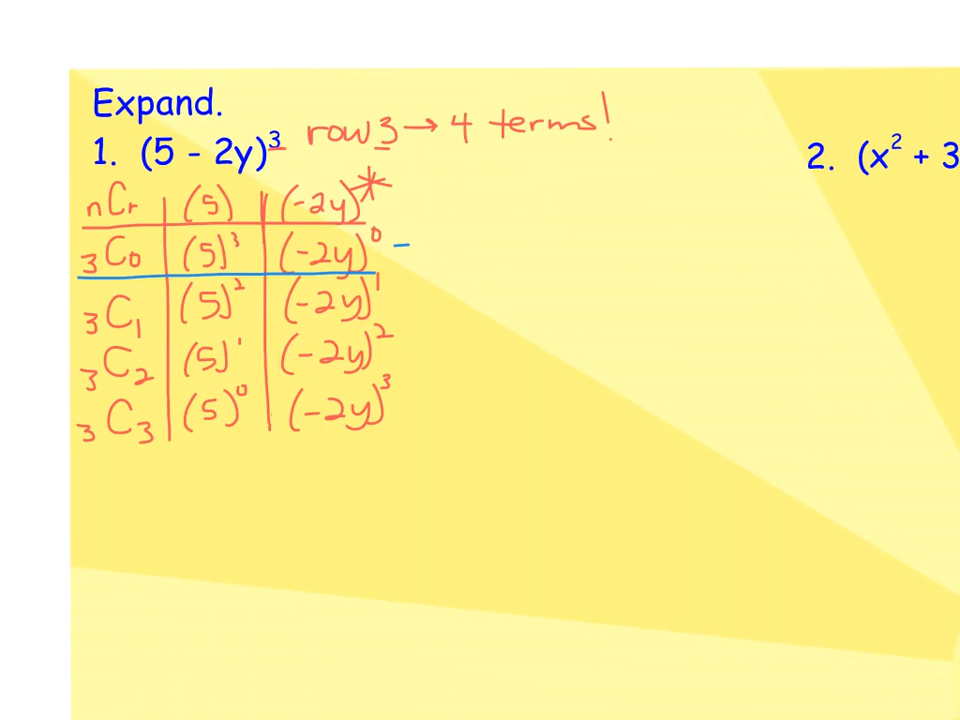 Expand.
1. (5 - 2y)³ row 3 → 4 terms!
2. (x² + 3
nCr | (5) | (-2y)*
₃C₀ | (5)³ | (-2y)⁰ -
₃C₁ | (5)² | (-2y)¹
₃C₂ | (5)¹ | (-2y)²
₃C₃ | (5)⁰ | (-2y)³